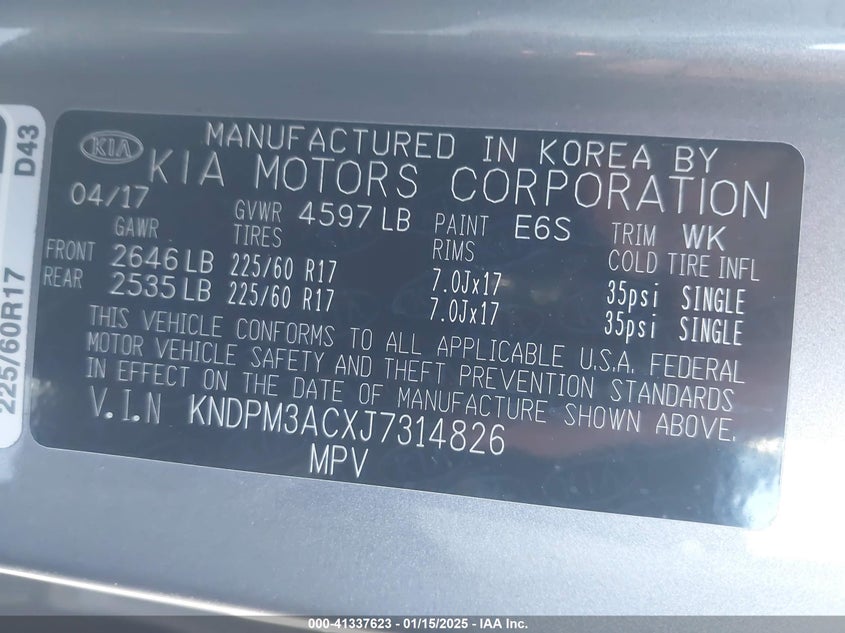 KIA
MANUFACTURED IN KOREA BY
KIA MOTORS CORPORATION
04/17
GVWR 4597 LB PAINT E6S TRIM WK
GAWR TIRES RIMS COLD TIRE INFL
FRONT 2646 LB 225/60 R17 7.0Jx17 35psi SINGLE
REAR 2535 LB 225/60 R17 7.0Jx17 35psi SINGLE
THIS VEHICLE CONFORMS TO ALL APPLICABLE U.S.A. FEDERAL
MOTOR VEHICLE SAFETY AND THEFT PREVENTION STANDARDS
IN EFFECT ON THE DATE OF MANUFACTURE SHOWN ABOVE.
V.I.N KNDPM3ACXJ7314826
MPV
D43
225/60R17
000-41337623 - 01/15/2025 - IAA Inc.